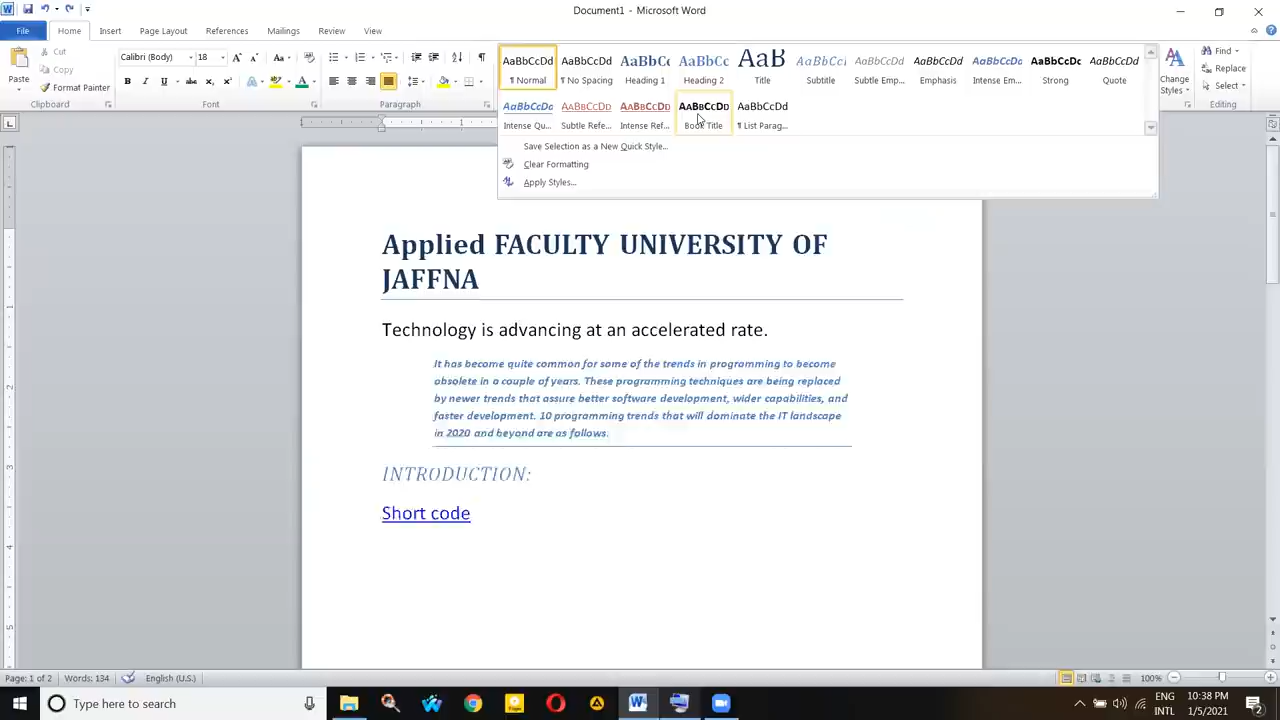 Document1 - Microsoft Word
File Home Insert Page Layout References Mailings Review View
Paste
Cut
Copy
Format Painter
Clipboard
Calibri (Body) 18
Font
Paragraph
AaBbCcDd AaBbCcDd AaBbCc AaBbCc AaB AaBbCcI AaBbCcDd AaBbCcDd AaBbCcDd AaBbCcDc AaBbCcDd
¶ Normal ¶ No Spacing Heading 1 Heading 2 Title Subtitle Subtle Emp... Emphasis Intense Em... Strong Quote
AaBbCcDd AaBbCcDd AaBbCcDd AaBbCcDd AaBbCcDd
Intense Qu... Subtle Refe... Intense Ref... Book Title ¶ List Parag...
Save Selection as a New Quick Style...
Clear Formatting
Apply Styles...
Change
Styles
Find
Replace
Select
Editing
Applied FACULTY UNIVERSITY OF
JAFFNA
Technology is advancing at an accelerated rate.
It has become quite common for some of the trends in programming to become
obsolete in a couple of years. These programming techniques are being replaced
by newer trends that assure better software development, wider capabilities, and
faster development. 10 programming trends that will dominate the IT landscape
in 2020 and beyond are as follows.
INTRODUCTION:
Short code
Page: 1 of 2 Words: 134 English (U.S.) 100%
Type here to search
ENG
INTL
10:38 PM
1/5/2021